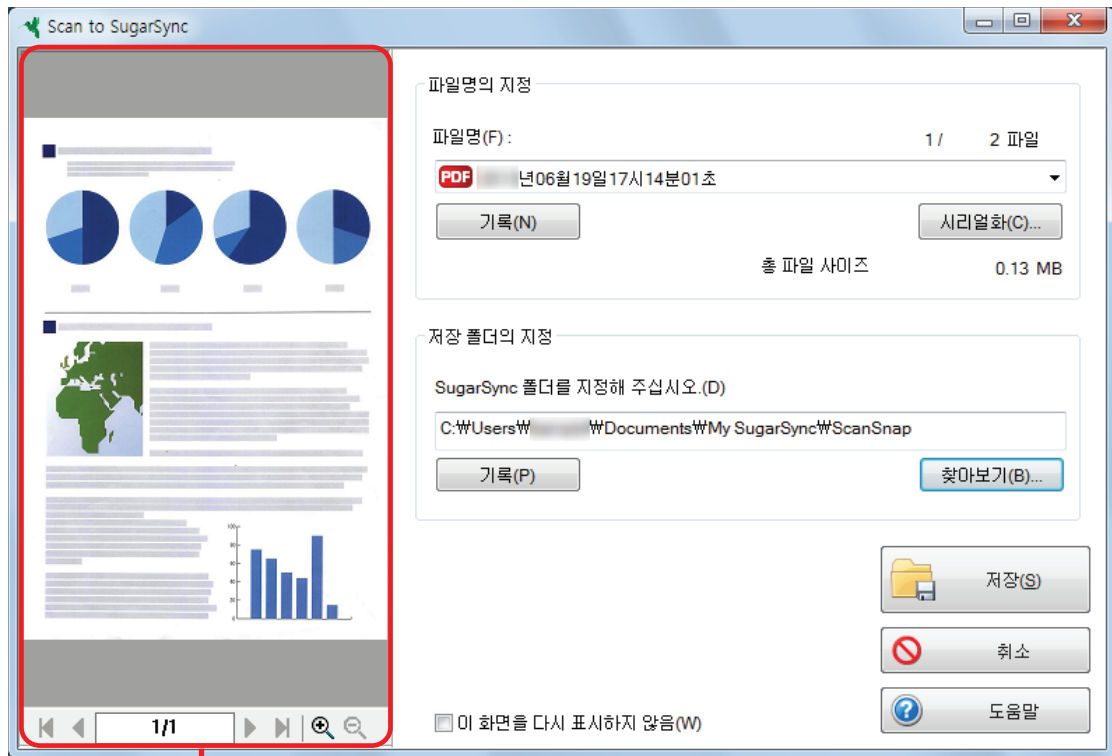 Scan to SugarSync
파일명의 지정
파일명(F) :
1/ 2 파일
PDF 년06월19일17시14분01초
기록(N)
시리얼화(C)...
총 파일 사이즈 0.13 MB
저장 폴더의 지정
SugarSync 폴더를 지정해 주십시오.(D)
C:₩Users₩ ₩Documents₩My SugarSync₩ScanSnap
기록(P)
찾아보기(B)...
저장(S)
취소
도움말
이 화면을 다시 표시하지 않음(W)
1/1